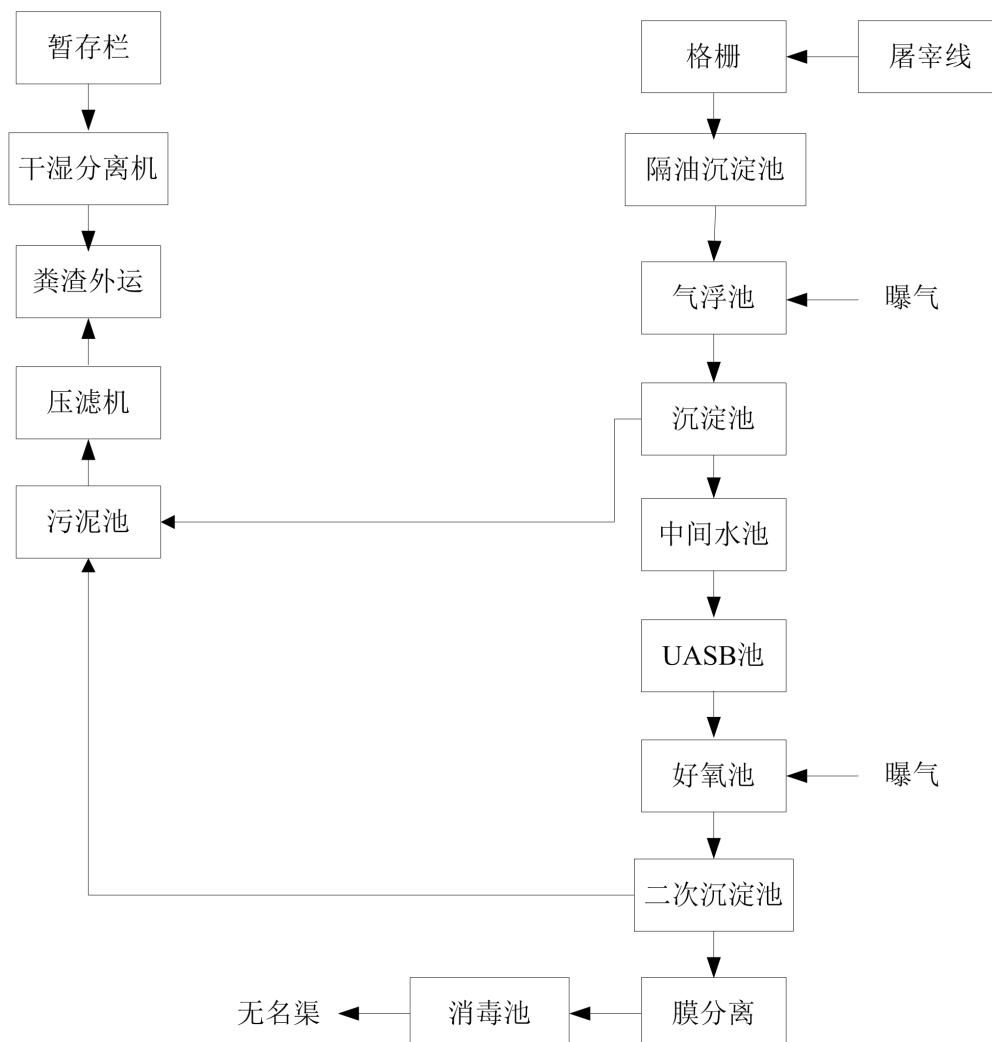 暂存栏
格栅
屠宰线
干湿分离机
隔油沉淀池
粪渣外运
气浮池
曝气
压滤机
沉淀池
污泥池
中间水池
UASB池
好氧池
曝气
二次沉淀池
无名渠
消毒池
膜分离